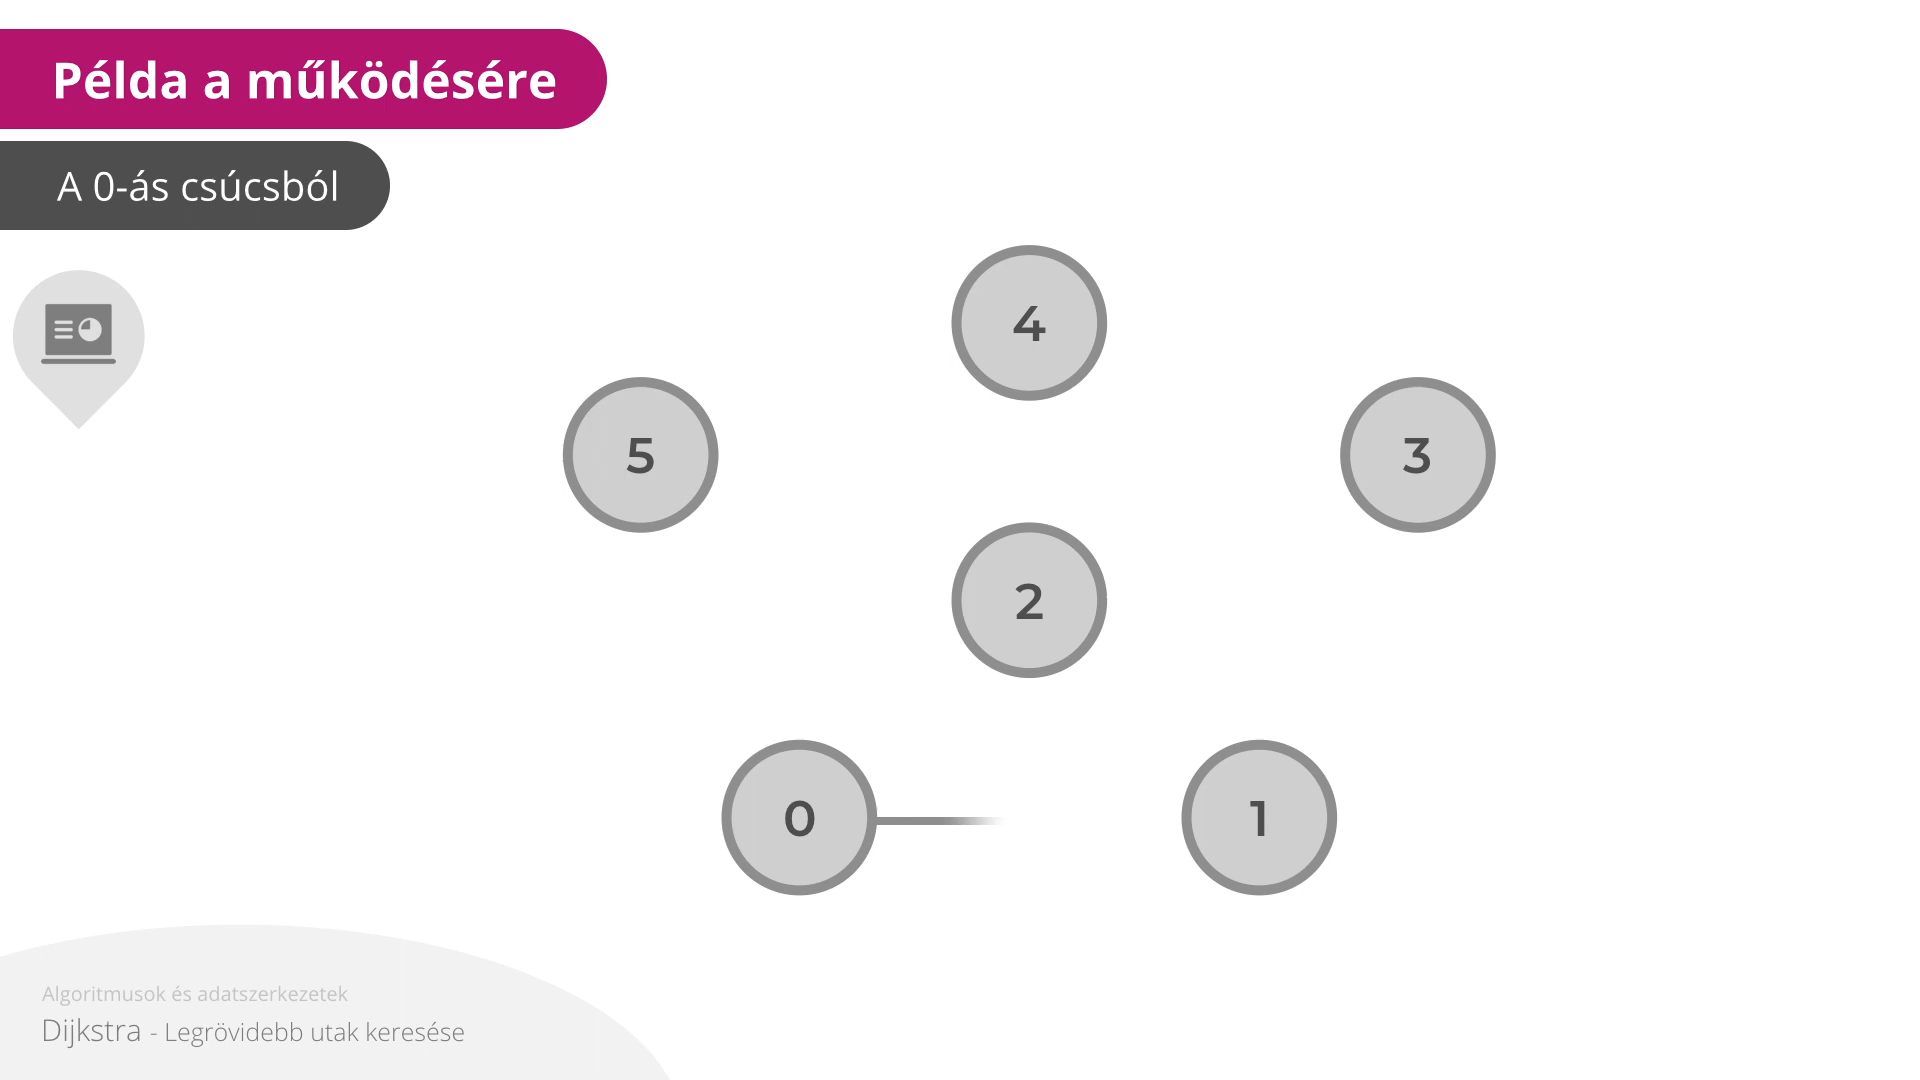 Példa a működésére
A 0-ás csúcsból
4
5
3
2
0
1
Algoritmusok és adatszerkezetek
Dijkstra - Legrövidebb utak keresése